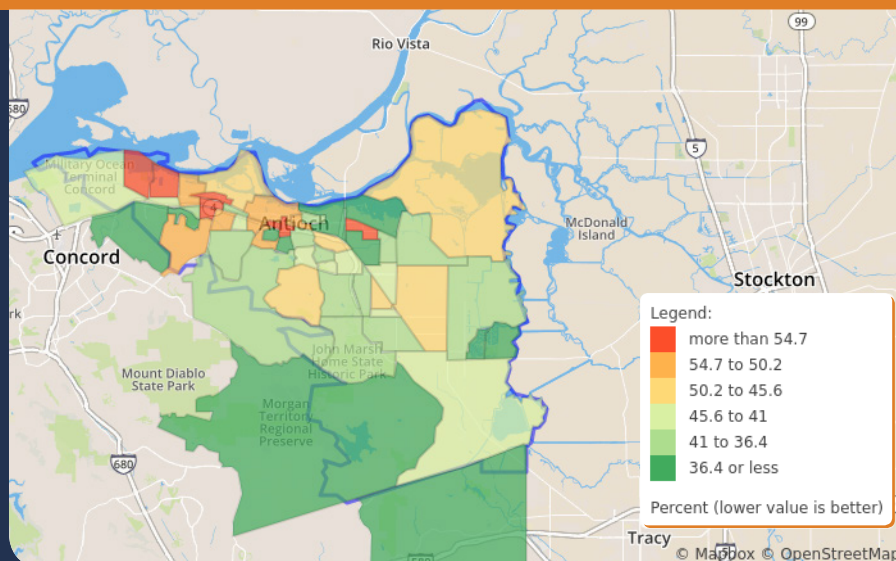 99
Rio Vista
680
5
Military Ocean
Terminal
Concord
4
Antioch
McDonald
Island
Concord
Stockton
rk
Legend:
more than 54.7
54.7 to 50.2
50.2 to 45.6
45.6 to 41
41 to 36.4
36.4 or less
Percent (lower value is better)
John Marsh
Home State
Historic Park
Mount Diablo
State Park
Morgan
Territory
Regional
Preserve
680
Tracy
5
© Mapbox © OpenStreetMap